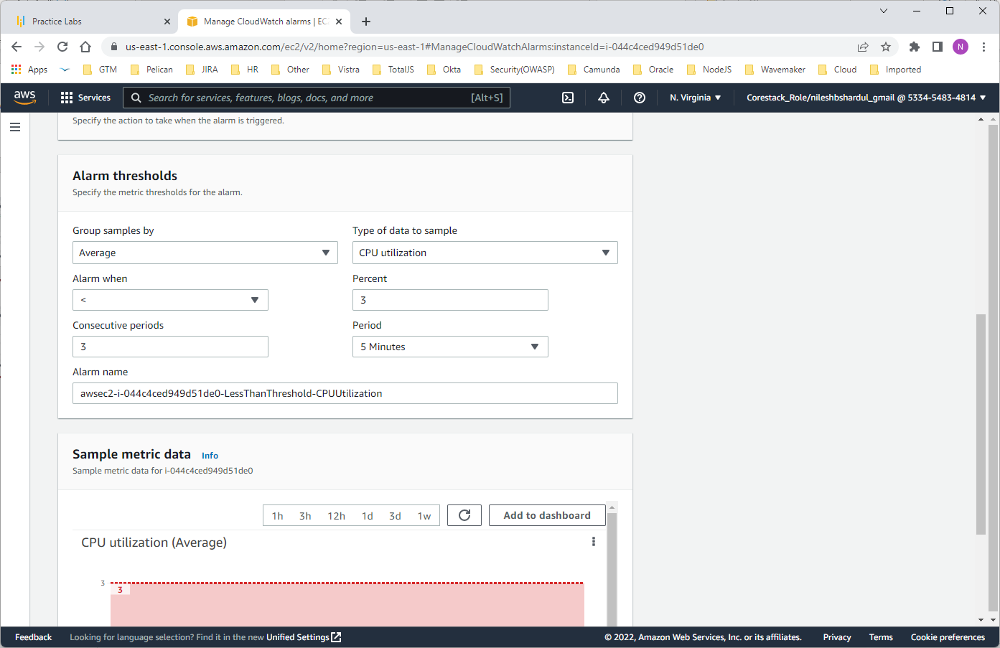 Practice Labs
Manage CloudWatch alarms | EC
us-east-1.console.aws.amazon.com/ec2/v2/home?region=us-east-1#ManageCloudWatchAlarms:instanceId=i-044c4ced949d51de0
N
Apps GTM Pelican JIRA HR Other Vistra TotalJS Okta Security(OWASP) Camunda Oracle NodeJS Wavemaker Cloud Imported
aws Services Search for services, features, blogs, docs, and more [Alt+S] N. Virginia Corestack_Role/nileshbshardul_gmail @ 5334-5483-4814
Specify the action to take when the alarm is triggered.
Alarm thresholds
Specify the metric thresholds for the alarm.
Group samples by Type of data to sample
Average CPU utilization
Alarm when Percent
< 3
Consecutive periods Period
3 5 Minutes
Alarm name
awsec2-i-044c4ced949d51de0-LessThanThreshold-CPUUtilization
Sample metric data Info
Sample metric data for i-044c4ced949d51de0
1h 3h 12h 1d 3d 1w Add to dashboard
CPU utilization (Average)
3
3
Feedback Looking for language selection? Find it in the new Unified Settings © 2022, Amazon Web Services, Inc. or its affiliates. Privacy Terms Cookie preferences